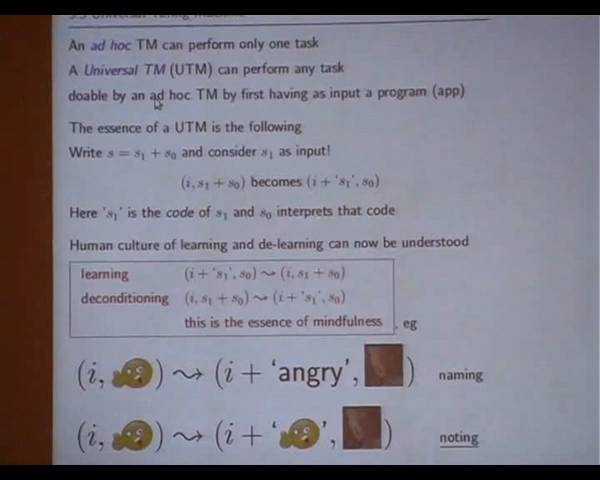 An ad hoc TM can perform only one task
A Universal TM (UTM) can perform any task
doable by an ad hoc TM by first having as input a program (app)
The essence of a UTM is the following
Write s = s₁ + s₀ and consider s₁ as input!
(i, s₁ + s₀) becomes (i + ‘s₁’, s₀)
Here ‘s₁’ is the code of s₁ and s₀ interprets that code
Human culture of learning and de-learning can now be understood
learning (i + ‘s₁’, s₀) ⤳ (i, s₁ + s₀)
deconditioning (i, s₁ + s₀) ⤳ (i + ‘s₁’, s₀)
this is the essence of mindfulness , eg
(i, ) ⤳ (i + ‘angry’, ) naming
(i, ) ⤳ (i + ‘ ’, ) noting